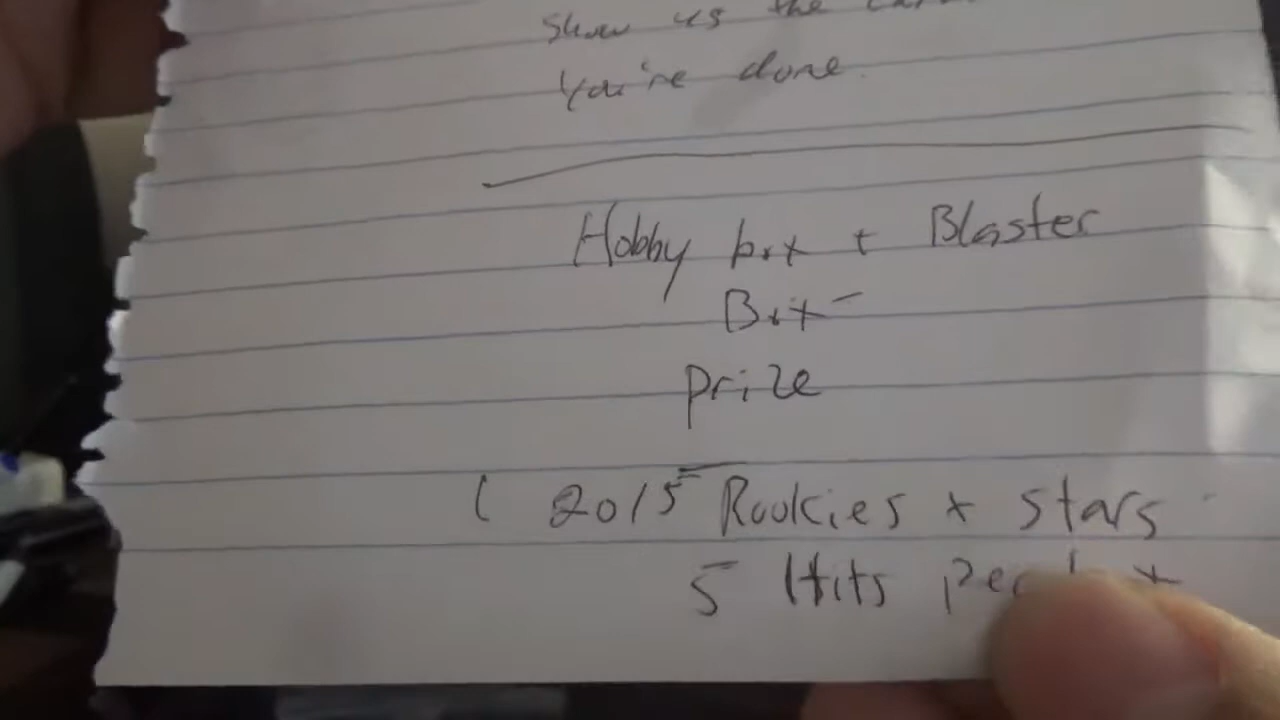 show us the
you're done.
Hobby box + Blaster
Box
prize
( 2015 Rookies + Stars
5 Hits per